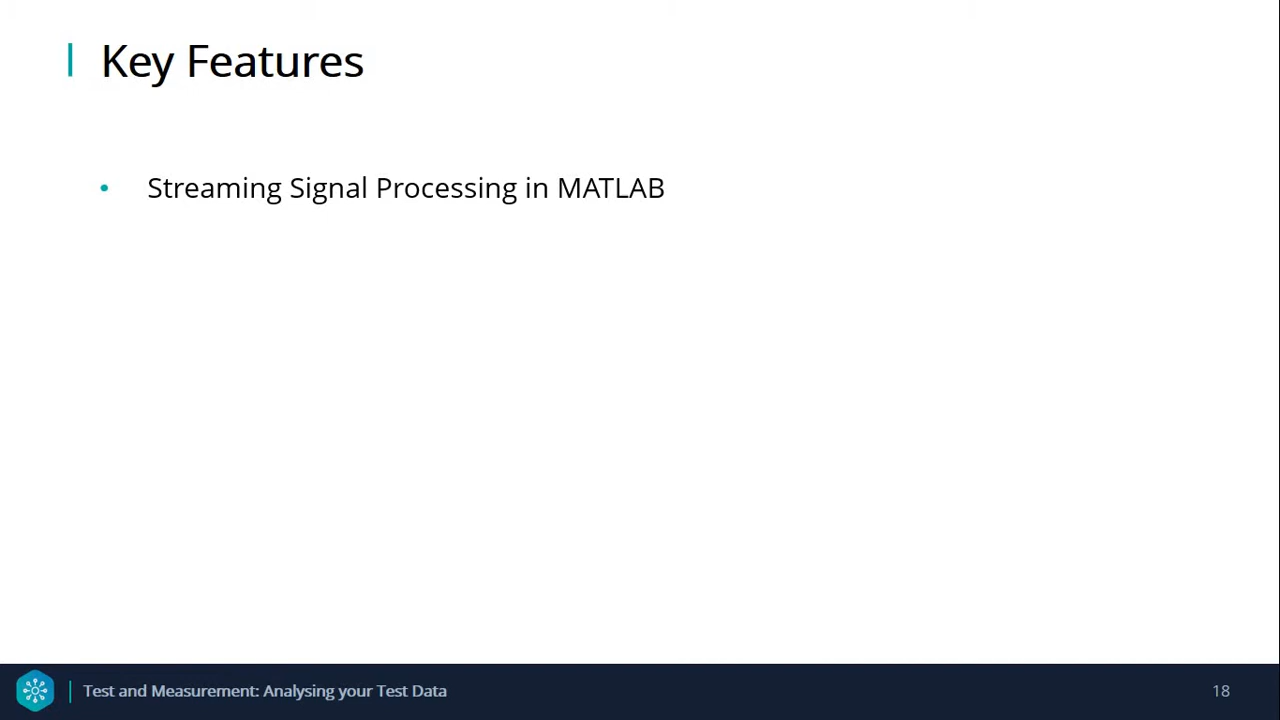 Key Features
• Streaming Signal Processing in MATLAB
Test and Measurement: Analysing your Test Data
18